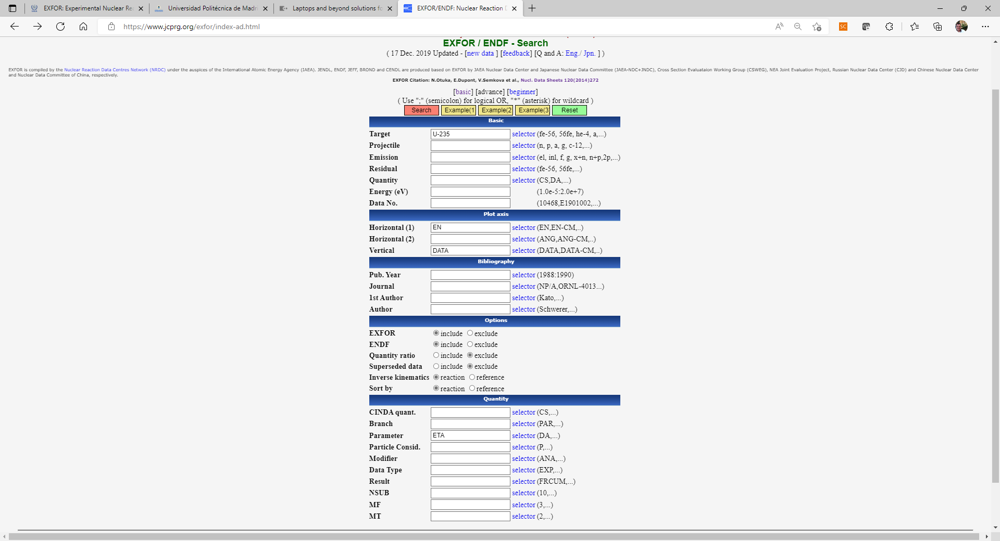 EXFOR: Experimental Nuclear Re
Universidad Politécnica de Madri
Laptops and beyond solutions fo
EXFOR/ENDF: Nuclear Reaction D
https://www.jcprg.org/exfor/index-ad.html
SC
EXFOR / ENDF - Search
( 17 Dec. 2019 Updated - [new data ] [feedback] [Q and A: Eng./ Jpn. ] )
EXFOR is compiled by the Nuclear Reaction Data Centres Network (NRDC) under the auspices of the International Atomic Energy Agency (IAEA). JENDL, ENDF, JEFF, BROND and CENDL are produced based on EXFOR by JAEA Nuclear Data Center and Japanese Nuclear Data Committee (JAEA-NDC+JNDC), Cross Section Evaluataion Working Group (CSWEG), NEA Joint Evaluation Project, Russian Nuclear Data Center (CJD) and Chinese Nuclear Data Center
and Nuclear Data Committee of China, respectively.
EXFOR Citation: N.Otuka, E.Dupont, V.Semkova et al., Nucl. Data Sheets 120(2014)272
[basic] [advance] [beginner]
( Use ";" (semicolon) for logical OR, "*" (asterisk) for wildcard )
Search Example(1 Example(2 Example(3) Reset
Basic
Target U-235 selector (fe-56, 56fe, he-4, a,...)
Projectile selector (n, p, a, g, c-12,...)
Emission selector (el, inl, f, g, x+n, n+p,2p,...)
Residual selector (fe-56, 56fe,...)
Quantity selector (CS,DA,...)
Energy (eV) (1.0e-5:2.0e+7)
Data No. (10468,E1901002,...)
Plot axis
Horizontal (1) EN selector (EN,EN-CM,..)
Horizontal (2) selector (ANG,ANG-CM,..)
Vertical DATA selector (DATA,DATA-CM,..)
Bibliography
Pub. Year selector (1988:1990)
Journal selector (NP/A,ORNL-4013...)
1st Author selector (Kato,...)
Author selector (Schwerer,...)
Options
EXFOR include exclude
ENDF include exclude
Quantity ratio include exclude
Superseded data include exclude
Inverse kinematics reaction reference
Sort by reaction reference
Quantity
CINDA quant. selector (CS,...)
Branch selector (PAR,...)
Parameter ETA selector (DA,...)
Particle Consid. selector (P,...)
Modifier selector (ANA,...)
Data Type selector (EXP,...)
Result selector (FRCUM,...)
NSUB selector (10,...)
MF selector (3,...)
MT selector (2,...)